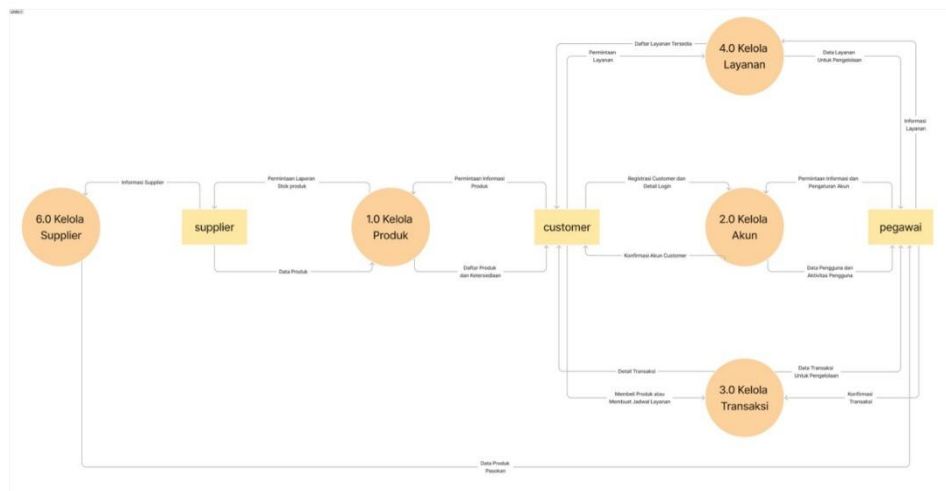 4.0 Kelola
Layanan
Daftar Layanan Tersedia
Permintaan
Layanan
Data Layanan
Untuk Pengelolaan
Informasi
Layanan
Informasi Supplier
Permintaan Laporan
Stok produk
Permintaan Informasi
Produk
Registrasi Customer dan
Detail Login
Permintaan Informasi dan
Pengaturan Akun
6.0 Kelola
Supplier
supplier
1.0 Kelola
Produk
customer
2.0 Kelola
Akun
pegawai
Data Produk
Daftar Produk
dan Ketersediaan
Konfirmasi Akun Customer
Data Pengguna dan
Aktivitas Pengguna
Detail Transaksi
3.0 Kelola
Transaksi
Data Transaksi
Untuk Pengelolaan
Membeli Produk atau
Membuat Jadwal Layanan
Konfirmasi
Transaksi
Data Produk
Pasokan